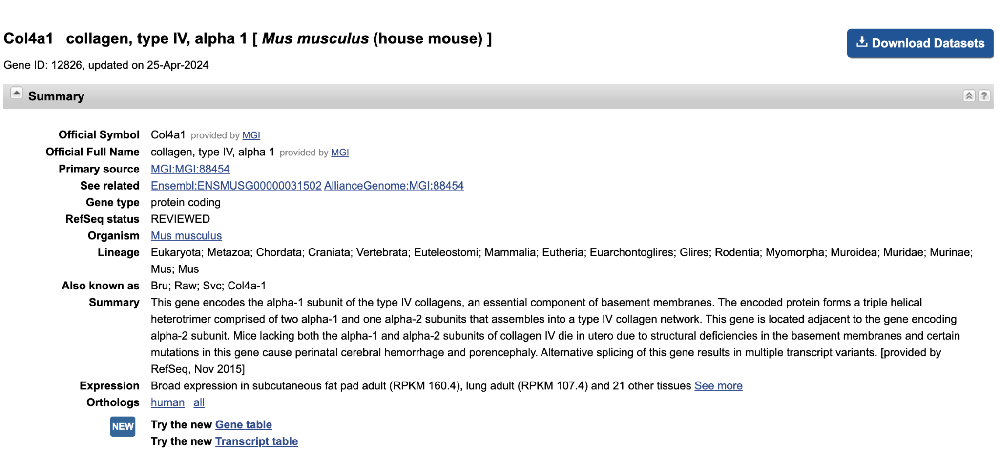 Col4a1 collagen, type IV, alpha 1 [ Mus musculus (house mouse) ]
Download Datasets
Gene ID: 12826, updated on 25-Apr-2024
Summary
?
Official Symbol Col4a1 provided by MGI
Official Full Name collagen, type IV, alpha 1 provided by MGI
Primary source MGI:MGI:88454
See related Ensembl:ENSMUSG00000031502 AllianceGenome:MGI:88454
Gene type protein coding
RefSeq status REVIEWED
Organism Mus musculus
Lineage Eukaryota; Metazoa; Chordata; Craniata; Vertebrata; Euteleostomi; Mammalia; Eutheria; Euarchontoglires; Glires; Rodentia; Myomorpha; Muroidea; Muridae; Murinae;
Mus; Mus
Also known as Bru; Raw; Svc; Col4a-1
Summary This gene encodes the alpha-1 subunit of the type IV collagens, an essential component of basement membranes. The encoded protein forms a triple helical
heterotrimer comprised of two alpha-1 and one alpha-2 subunits that assembles into a type IV collagen network. This gene is located adjacent to the gene encoding
alpha-2 subunit. Mice lacking both the alpha-1 and alpha-2 subunits of collagen IV die in utero due to structural deficiencies in the basement membranes and certain
mutations in this gene cause perinatal cerebral hemorrhage and porencephaly. Alternative splicing of this gene results in multiple transcript variants. [provided by
RefSeq, Nov 2015]
Expression Broad expression in subcutaneous fat pad adult (RPKM 160.4), lung adult (RPKM 107.4) and 21 other tissues See more
Orthologs human all
NEW Try the new Gene table
Try the new Transcript table